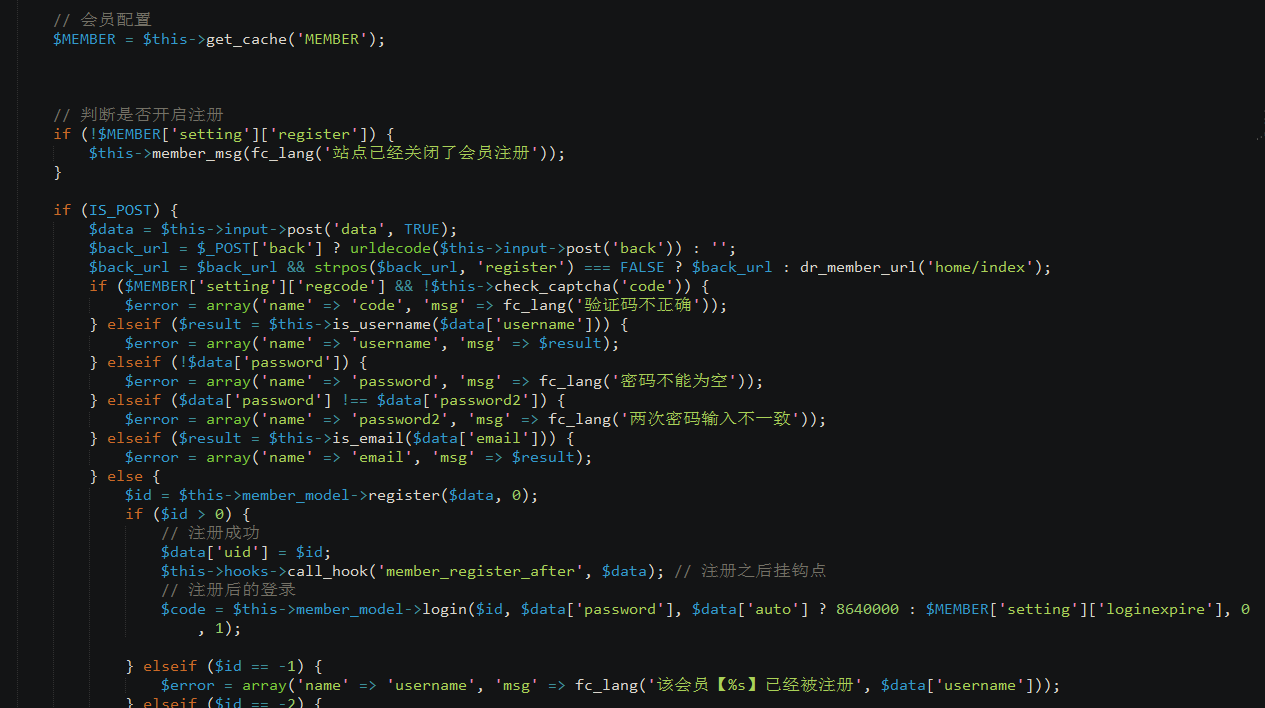 // 会员配置
$MEMBER = $this->get_cache('MEMBER');
// 判断是否开启注册
if (!$MEMBER['setting']['register']) {
$this->member_msg(fc_lang('站点已经关闭了会员注册'));
}
if (IS_POST) {
$data = $this->input->post('data', TRUE);
$back_url = $_POST['back'] ? urldecode($this->input->post('back')) : '';
$back_url = $back_url && strpos($back_url, 'register') === FALSE ? $back_url : dr_member_url('home/index');
if ($MEMBER['setting']['regcode'] && !$this->check_captcha('code')) {
$error = array('name' => 'code', 'msg' => fc_lang('验证码不正确'));
} elseif ($result = $this->is_username($data['username'])) {
$error = array('name' => 'username', 'msg' => $result);
} elseif (!$data['password']) {
$error = array('name' => 'password', 'msg' => fc_lang('密码不能为空'));
} elseif ($data['password'] !== $data['password2']) {
$error = array('name' => 'password2', 'msg' => fc_lang('两次密码输入不一致'));
} elseif ($result = $this->is_email($data['email'])) {
$error = array('name' => 'email', 'msg' => $result);
} else {
$id = $this->member_model->register($data, 0);
if ($id > 0) {
// 注册成功
$data['uid'] = $id;
$this->hooks->call_hook('member_register_after', $data); // 注册之后挂钩点
// 注册后的登录
$code = $this->member_model->login($id, $data['password'], $data['auto'] ? 8640000 : $MEMBER['setting']['loginexpire'], 0
, 1);
} elseif ($id == -1) {
$error = array('name' => 'username', 'msg' => fc_lang('该会员【%s】已经被注册', $data['username']));
} elseif ($id == -2) {